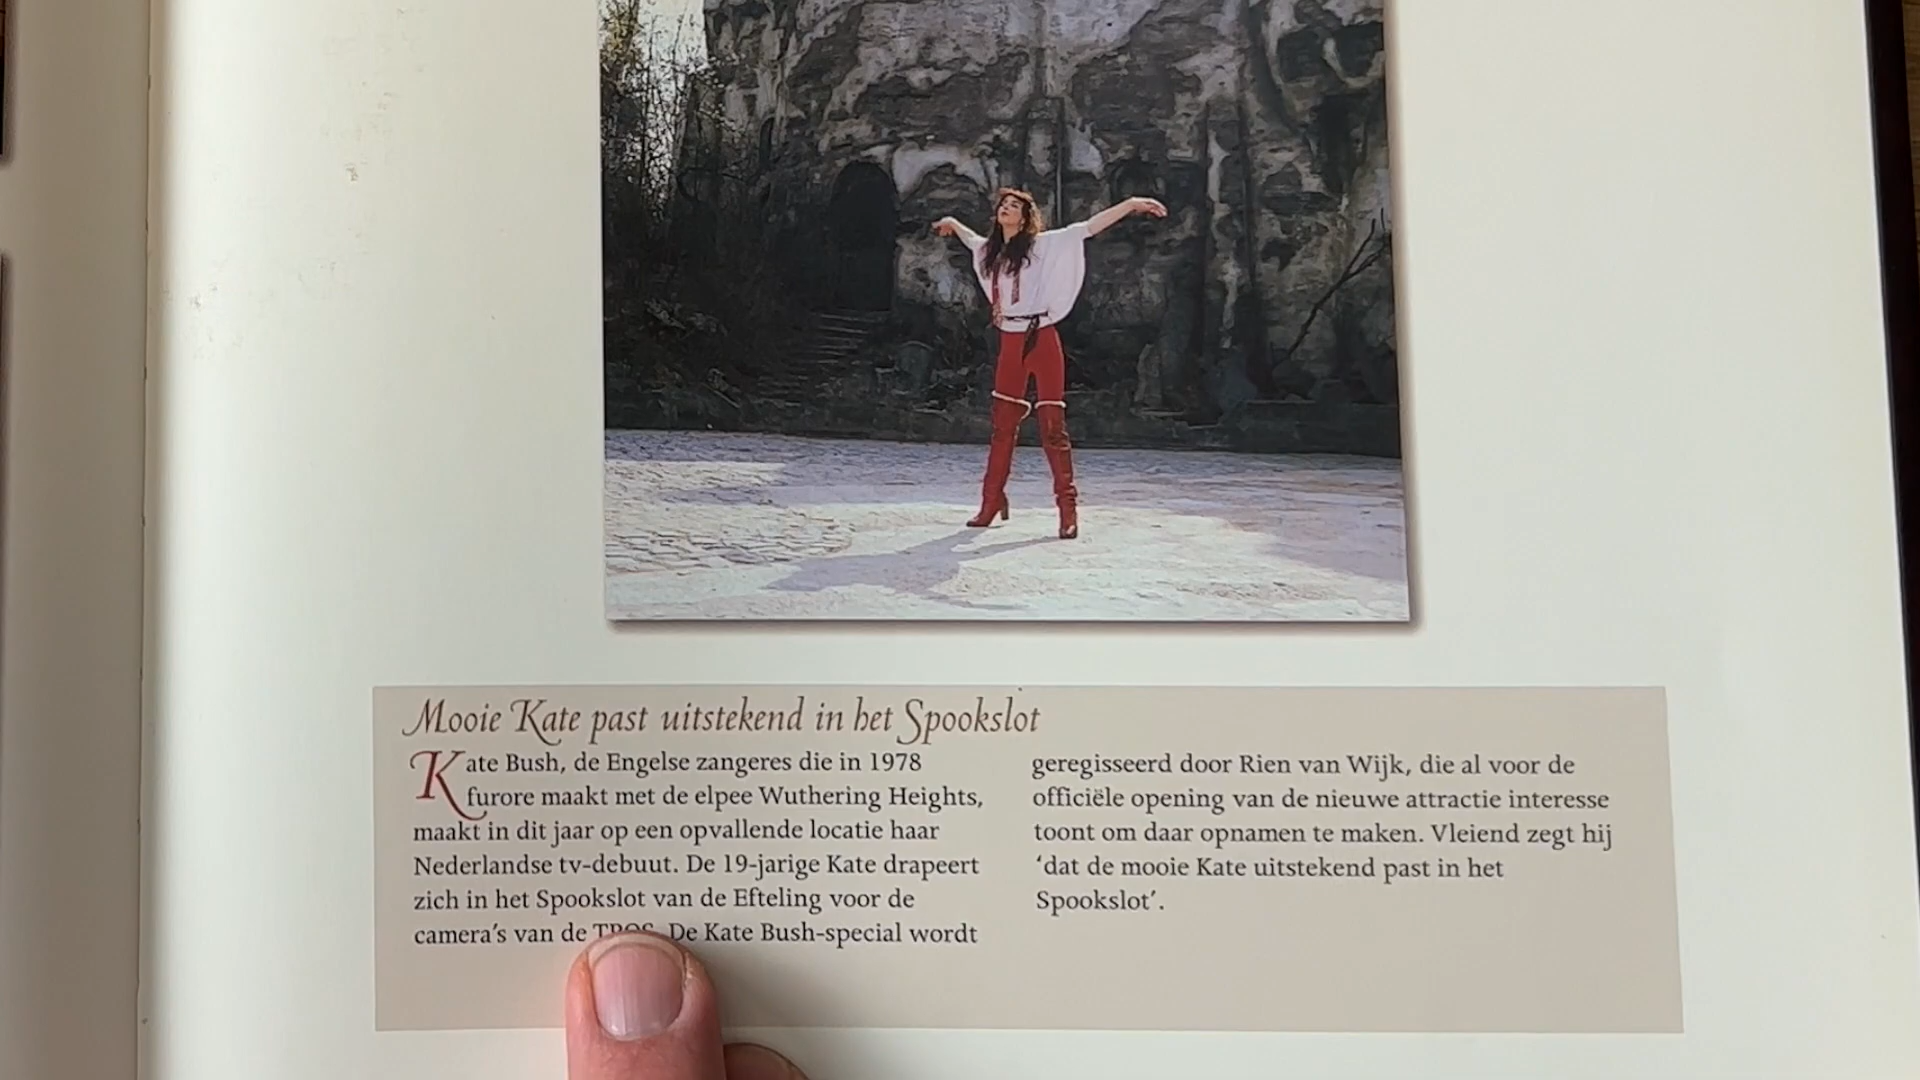 Mooie Kate past uitstekend in het Spookslot
Kate Bush, de Engelse zangeres die in 1978
furore maakt met de elpee Wuthering Heights,
maakt in dit jaar op een opvallende locatie haar
Nederlandse tv-debuut. De 19-jarige Kate drapeert
zich in het Spookslot van de Efteling voor de
camera's van de TROS. De Kate Bush-special wordt
geregisseerd door Rien van Wijk, die al voor de
officiële opening van de nieuwe attractie interesse
toont om daar opnamen te maken. Vleiend zegt hij
‘dat de mooie Kate uitstekend past in het
Spookslot’.